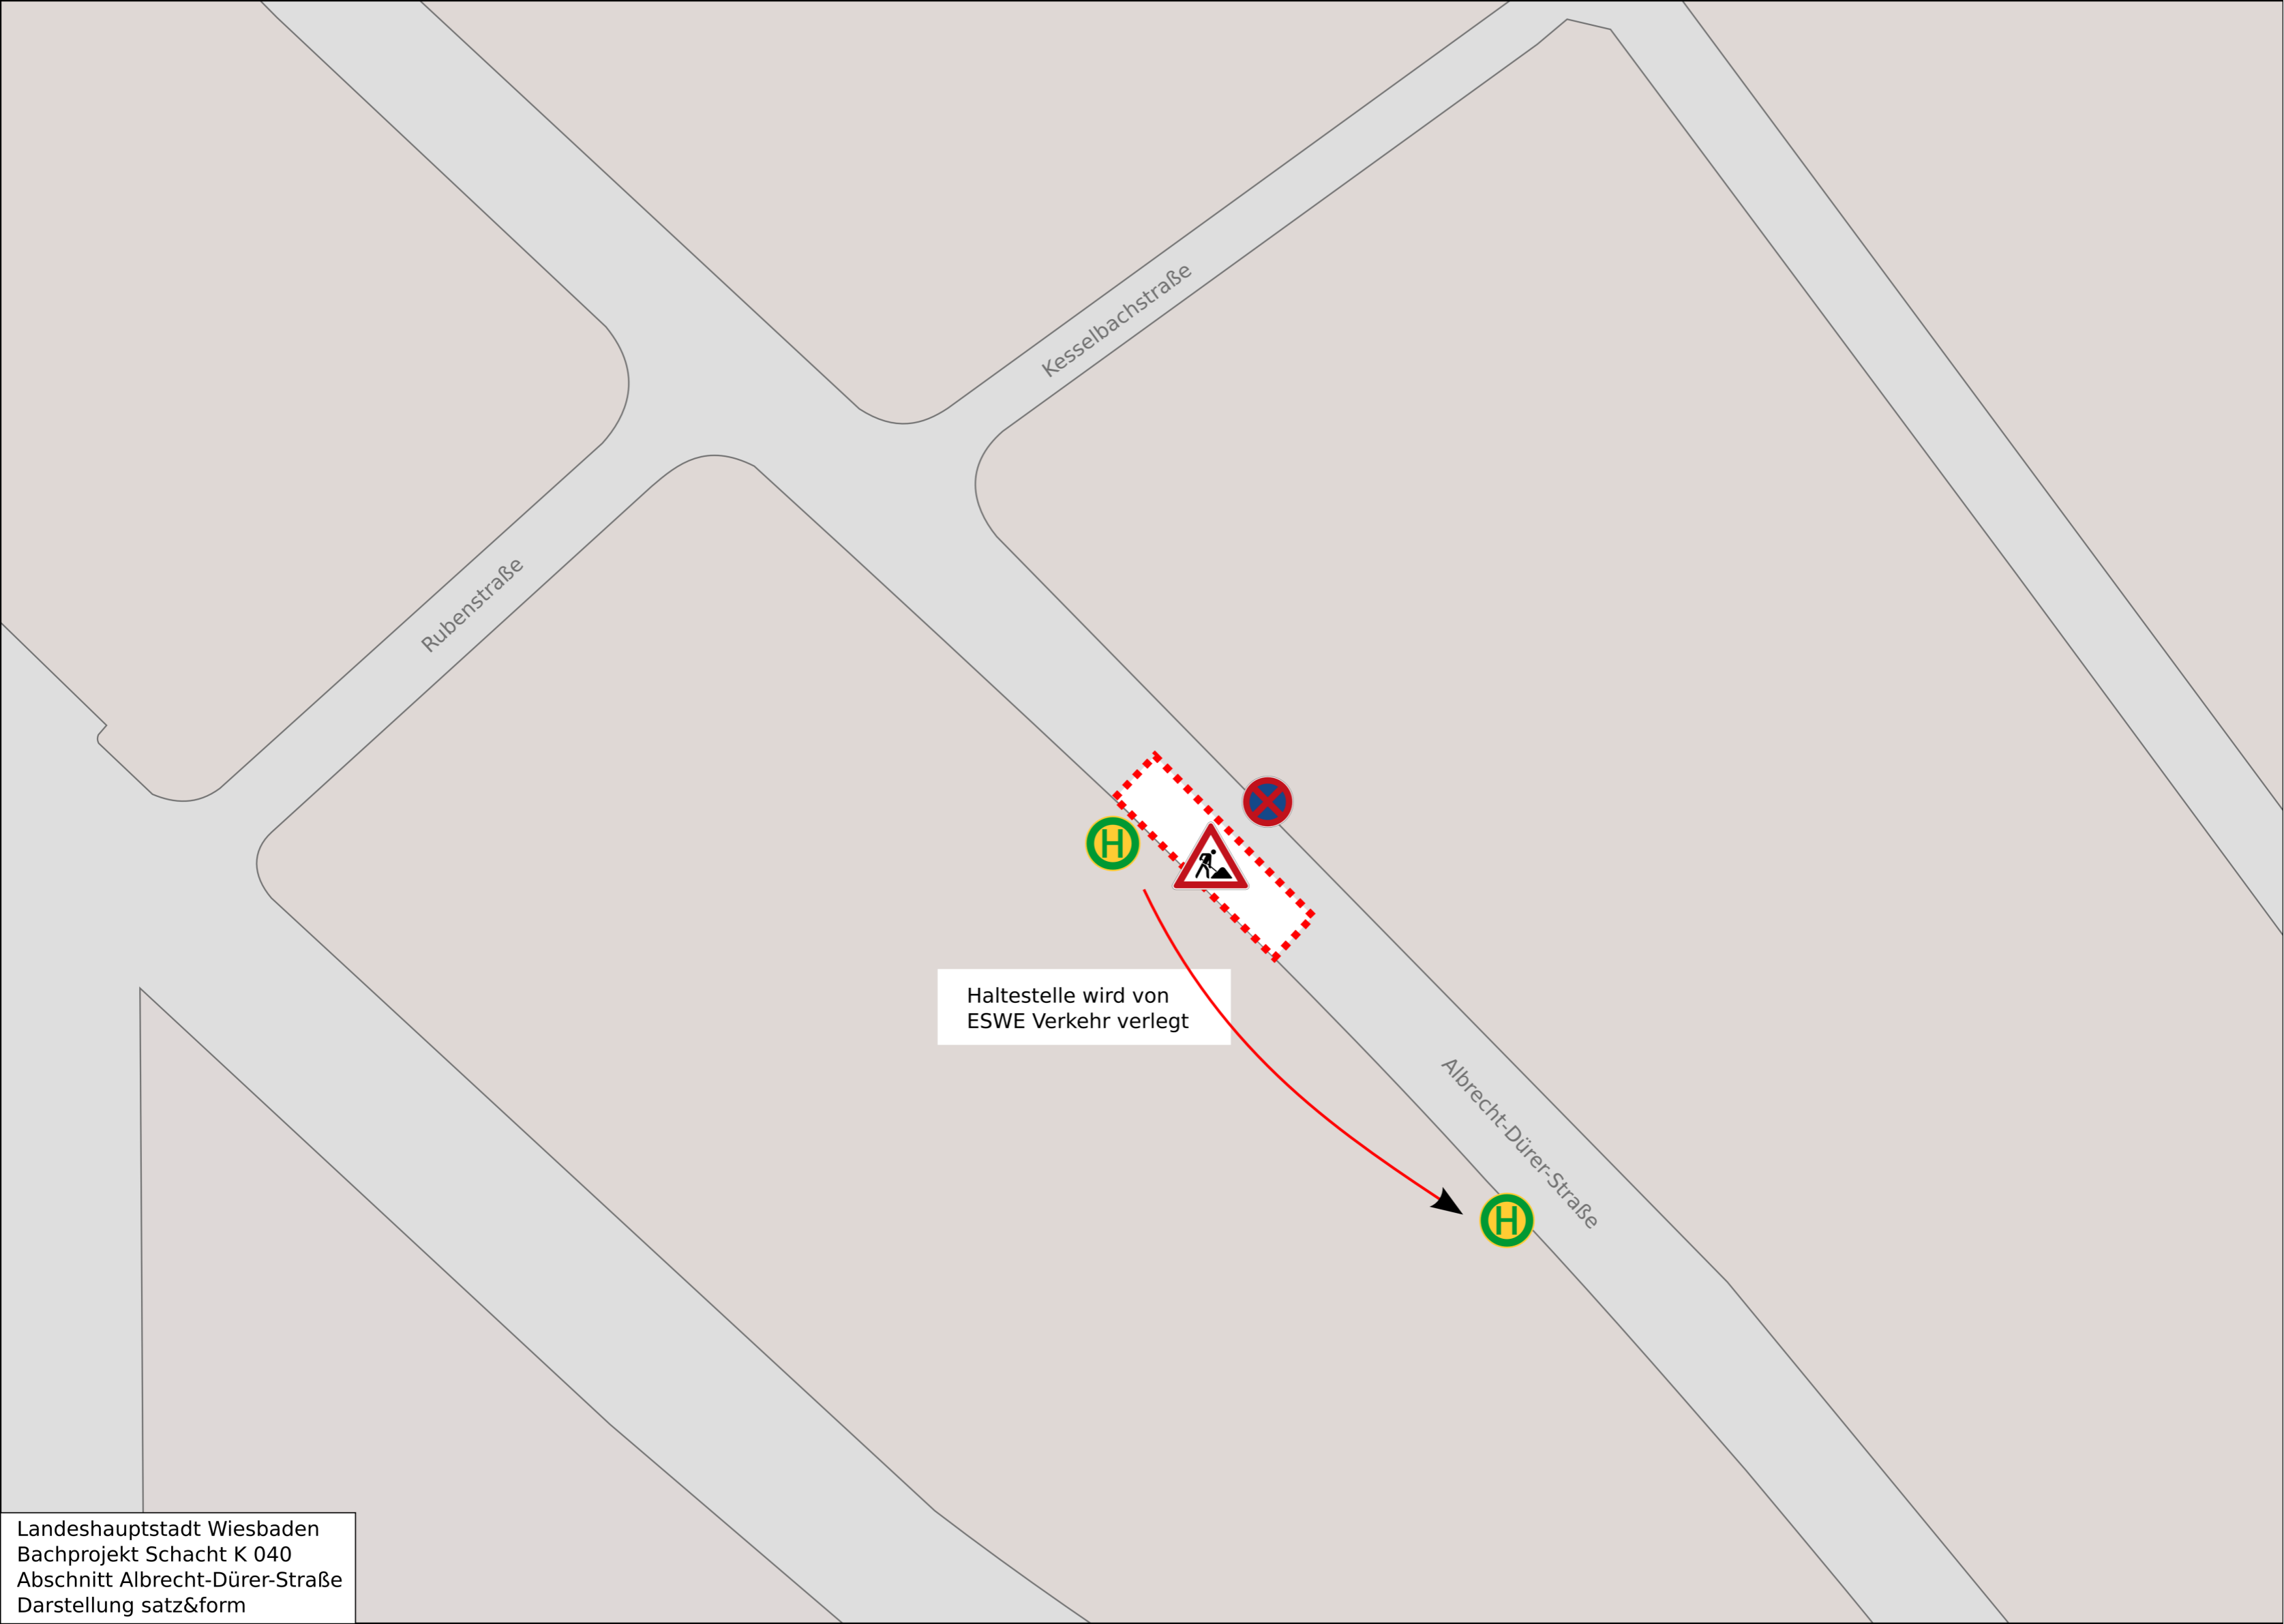 Kesselbachstraße
Rubenstraße
H
Haltestelle wird von
ESWE Verkehr verlegt
Albrecht-Dürer-Straße
H
Landeshauptstadt Wiesbaden
Bachprojekt Schacht K 040
Abschnitt Albrecht-Dürer-Straße
Darstellung satz&form